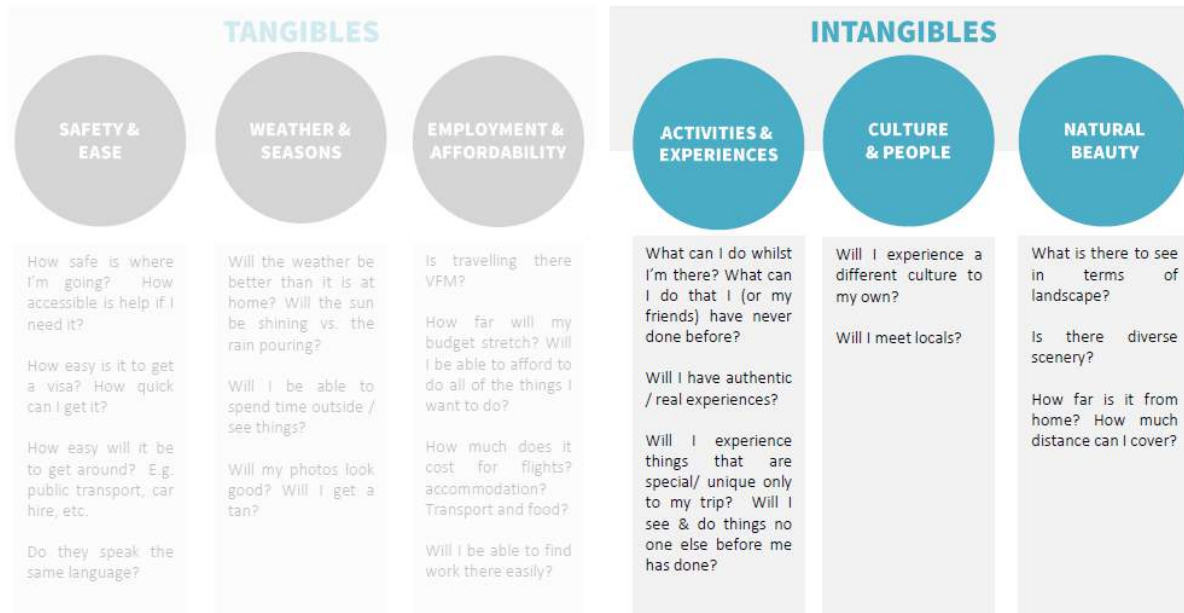 TANGIBLES
SAFETY &
EASE
WEATHER &
SEASONS
EMPLOYMENT &
AFFORDABILITY
How safe is where
I'm going? How
accessible is help if I
need it?
How easy is it to get
a visa? How quick
can I get it?
How easy will it be
to get around? E.g.
public transport, car
hire, etc.
Do they speak the
same language?
Will the weather be
better than it is at
home? Will the sun
be shining vs. the
rain pouring?
Will I be able to
spend time outside /
see things?
Will my photos look
good? Will I get a
tan?
Is travelling there
VFM?
How far will my
budget stretch? Will
I be able to afford to
do all of the things I
want to do?
How much does it
cost for flights?
accommodation?
Transport and food?
Will I be able to find
work there easily?
INTANGIBLES
ACTIVITIES &
EXPERIENCES
CULTURE
& PEOPLE
NATURAL
BEAUTY
What can I do whilst
I'm there? What can
I do that I (or my
friends) have never
done before?
Will I have authentic
/ real experiences?
Will I experience
things that are
special/ unique only
to my trip? Will I
see & do things no
one else before me
has done?
Will I experience a
different culture to
my own?
Will I meet locals?
What is there to see
in terms of
landscape?
Is there diverse
scenery?
How far is it from
home? How much
distance can I cover?